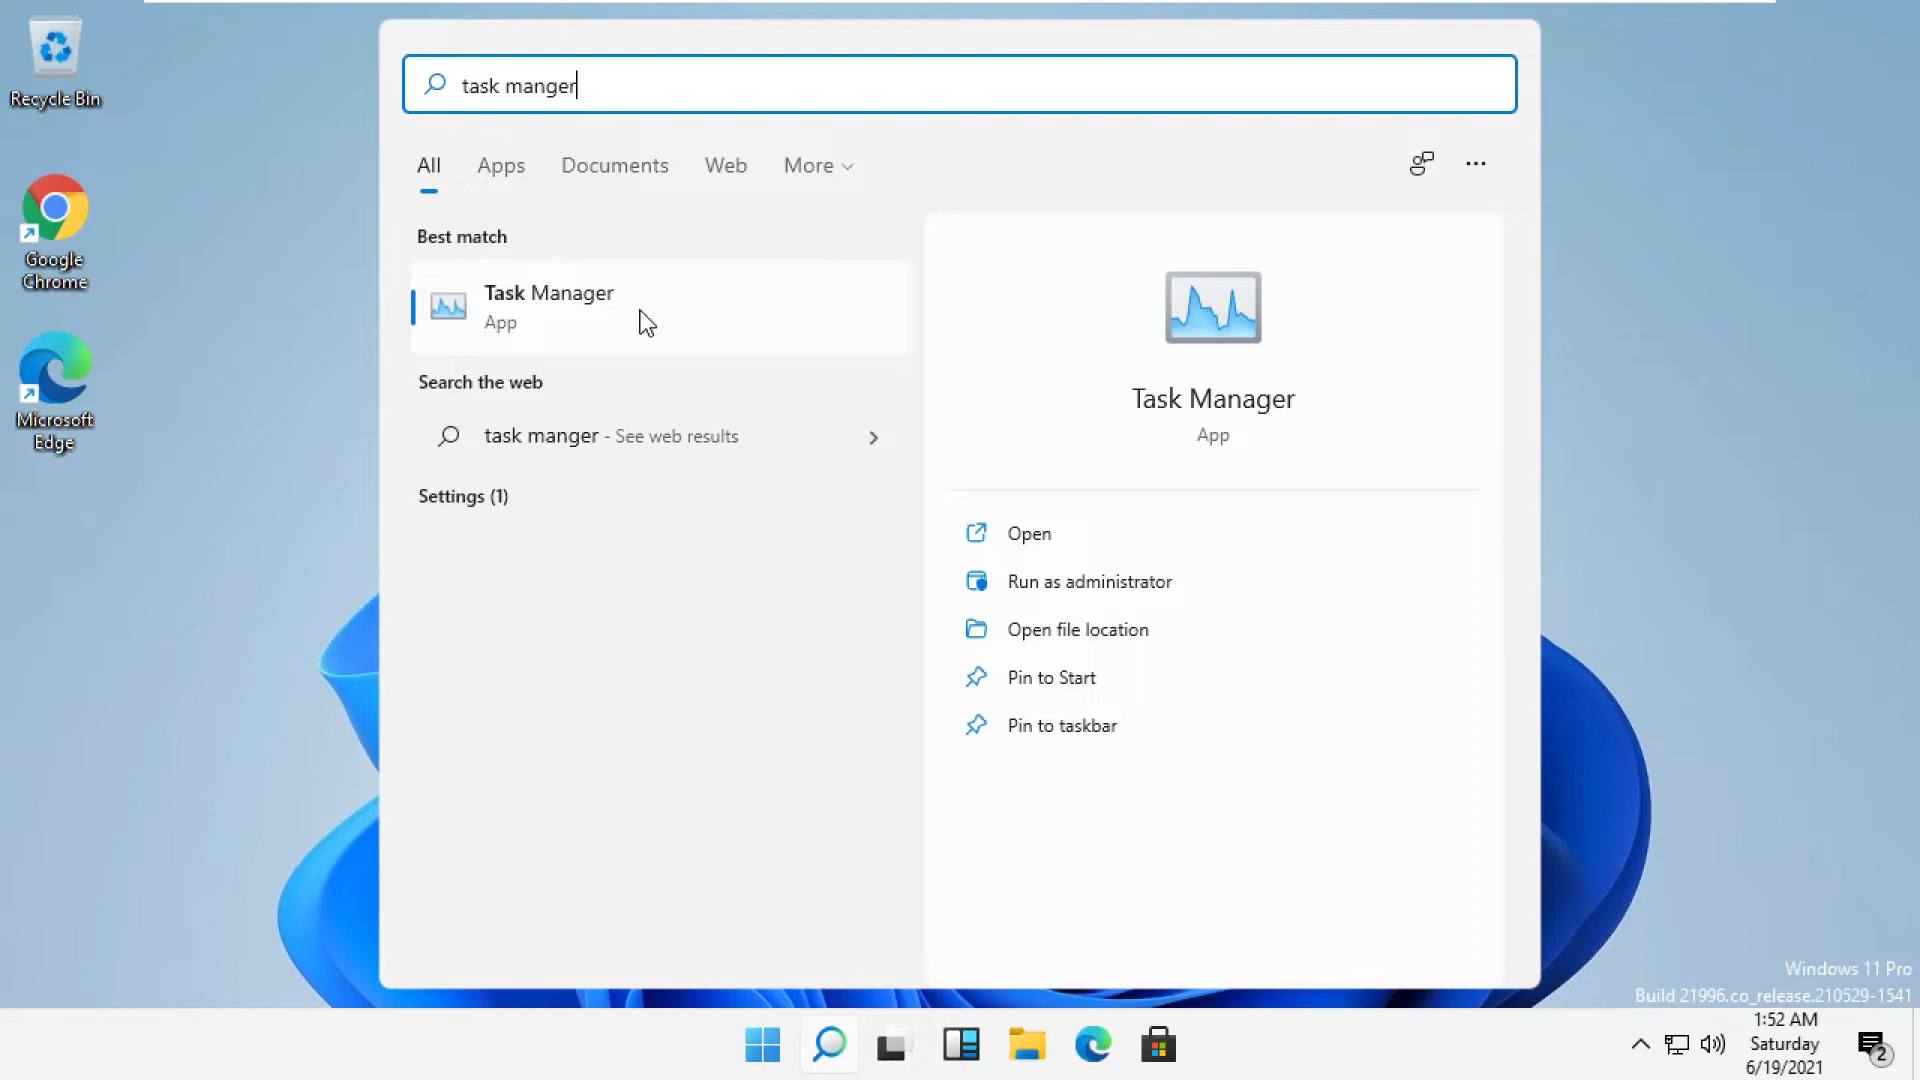 Recycle Bin
Google
Chrome
Microsoft
Edge
task manger
All Apps Documents Web More
Best match
Task Manager
App
Search the web
task manger - See web results
Settings (1)
Task Manager
App
Open
Run as administrator
Open file location
Pin to Start
Pin to taskbar
Windows 11 Pro
Build 21996.co_release.210529-1541
1:52 AM
Saturday
6/19/2021
2